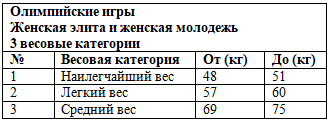 Олимпийские игры
Женская элита и женская молодежь
3 весовые категории
№ Весовая категория От (кг) До (кг)
1 Наилегчайший вес 48 51
2 Легкий вес 57 60
3 Средний вес 69 75